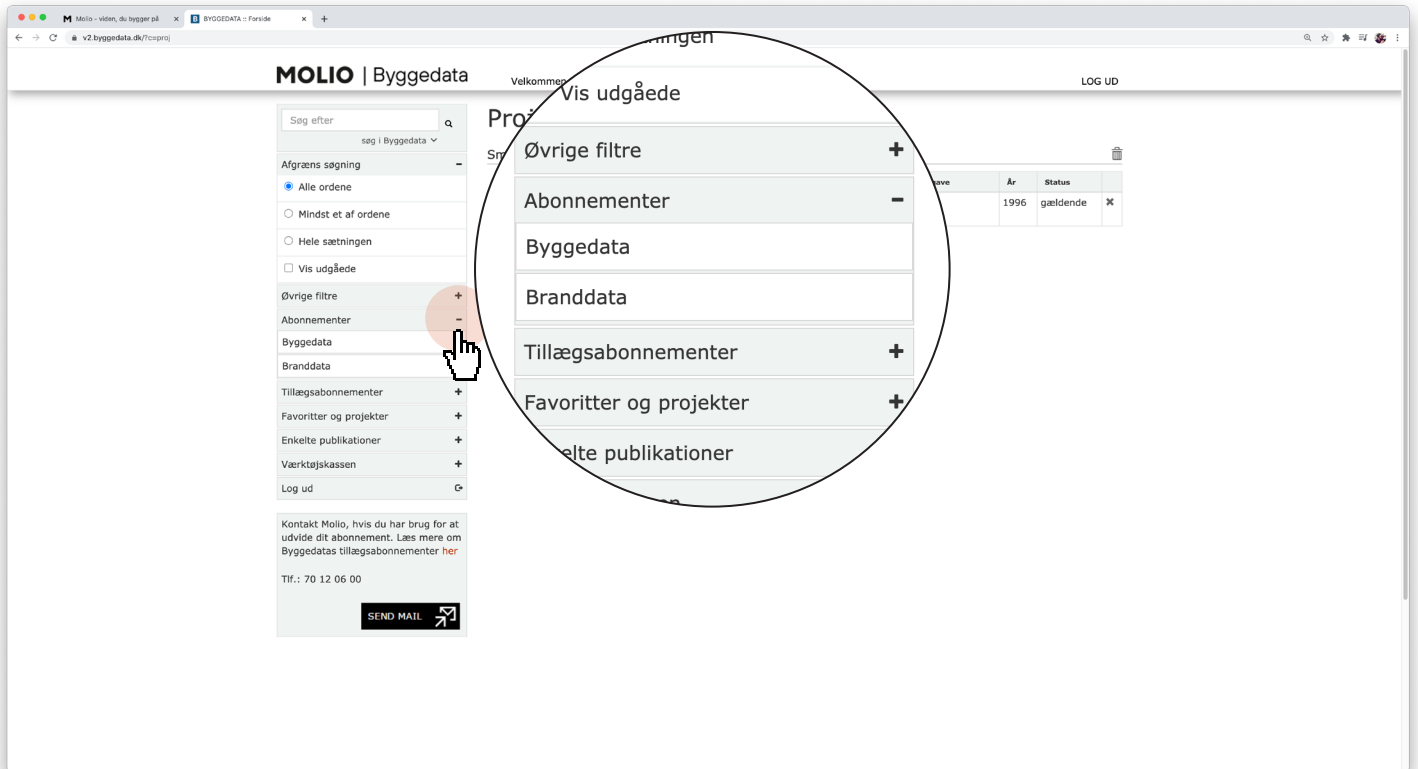 Molio - viden, du bygger på
BYGGEDATA :: Forside
v2.byggedata.dk/?c=proj
MOLIO | Byggedata
LOG UD
Søg efter
søg i Byggedata
Afgræns søgning
Alle ordene
Mindst et af ordene
Hele sætningen
Vis udgåede
Øvrige filtre
Abonnementer
Byggedata
Branddata
Tillægsabonnementer
Favoritter og projekter
Enkelte publikationer
Værktøjskassen
Log ud
Kontakt Molio, hvis du har brug for at
udvide dit abonnement. Læs mere om
Byggedatas tillægsabonnementer her
Tlf.: 70 12 06 00
SEND MAIL
Velkommen
Vis udgåede
Øvrige filtre
Abonnementer
Byggedata
Branddata
Tillægsabonnementer
Favoritter og projekter
publikationer
År Status
1996 gældende